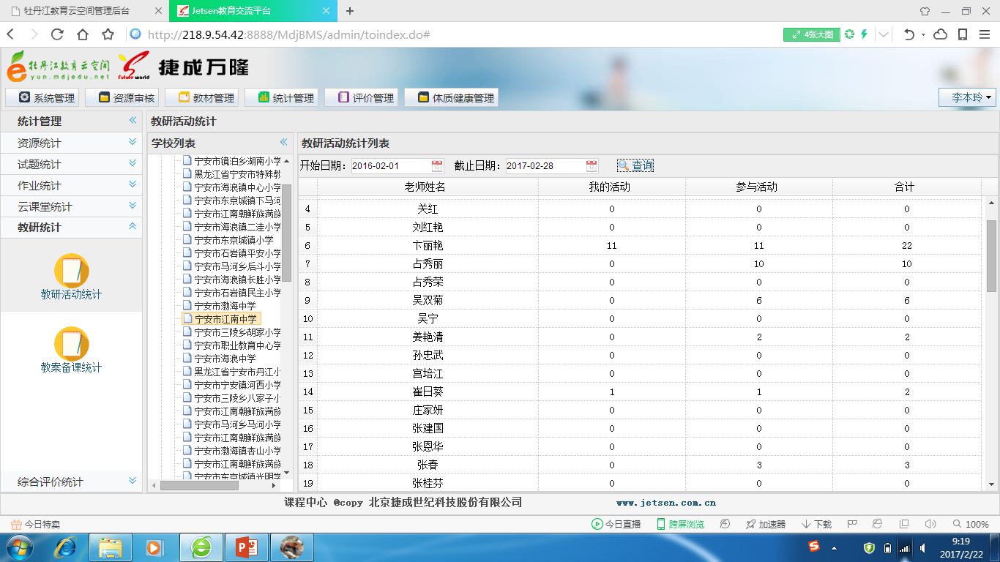 牡丹江教育云空间管理后台
Jetsen教育交流平台
http://218.9.54.42:8888/MdjBMS/admin/toindex.do#
4张大图
牡丹江教育云空间
yun.mdjedu.net
Future world
捷成万隆
系统管理 资源审核 教材管理 统计管理 评价管理 体质健康管理
李本玲
统计管理
资源统计
试题统计
作业统计
云课堂统计
教研统计
教研活动统计
教案备课统计
综合评价统计
教研活动统计
学校列表
宁安市镜泊乡湖南小学
黑龙江省宁安市特殊教
宁安市海浪镇中心小学
宁安市东京城镇下马河
宁安市江南朝鲜族满族
宁安市海浪镇二洼小学
宁安市东京城镇小学
宁安市石岩镇平安小学
宁安市马河乡后斗小学
宁安市海浪镇长胜小学
宁安市石岩镇民主小学
宁安市渤海中学
宁安市江南中学
宁安市三陵乡胡家小学
宁安市职业教育中心学
宁安市海浪中学
黑龙江省宁安市丹江小
宁安市宁安镇河西小学
宁安市三陵乡八家子小
宁安市江南朝鲜族满族
宁安市马河乡马河小学
宁安市江南朝鲜族满族
宁安市渤海镇杏山小学
宁安市江南朝鲜族满族
宁安市东京城镇光明学
教研活动统计列表
开始日期: 2016-02-01 截止日期: 2017-02-28 查询
老师姓名 我的活动 参与活动 合计
4 关红 0 0 0
5 刘红艳 0 0 0
6 卞丽艳 11 11 22
7 占秀丽 0 10 10
8 占秀荣 0 0 0
9 吴双菊 0 6 6
10 吴宁 0 0 0
11 姜艳清 0 2 2
12 孙忠武 0 0 0
13 宫培江 0 0 0
14 崔日葵 1 1 2
15 庄家妍 0 0 0
16 张建国 0 0 0
17 张恩华 0 0 0
18 张春 0 3 3
19 张桂芬 0 0 0
课程中心 @copy 北京捷成世纪科技股份有限公司 www.jetsen.com.cn
今日特卖 今日直播 跨屏浏览 加速器 下载 100%
9:19
2017/2/22